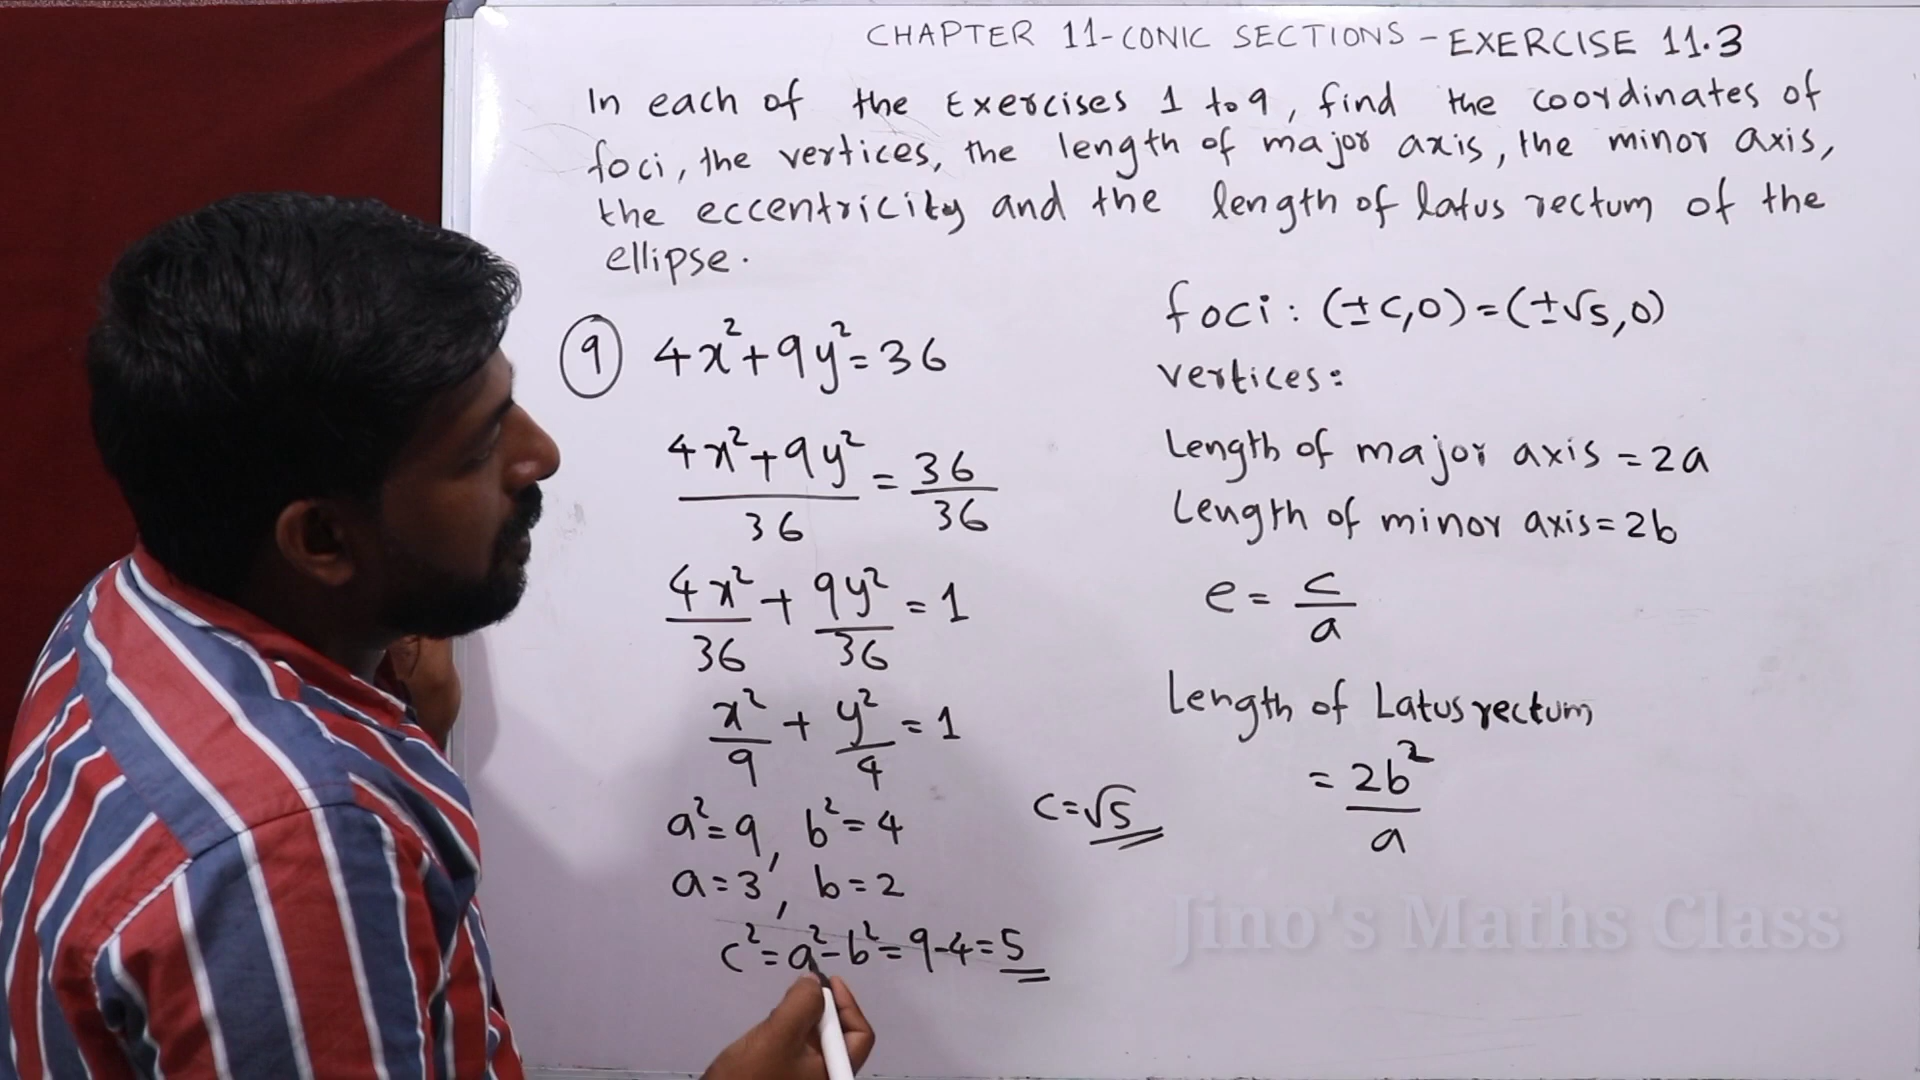 CHAPTER 11-CONIC SECTIONS - EXERCISE 11.3
In each of the Exercises 1 to 9, find the coordinates of
foci, the vertices, the length of major axis, the minor axis,
the eccentricity and the length of latus rectum of the
ellipse.
9 4x²+9y²=36
4x²+9y²/36 = 36/36
4x²/36 + 9y²/36 = 1
x²/9 + y²/4 = 1
a²=9, b²=4
a=3, b=2
c²=a²-b²=9-4=5
c=√5
foci: (±c,0)=(±√5,0)
vertices:
Length of major axis =2a
Length of minor axis=2b
e= c/a
Length of Latus rectum
= 2b²/a
Jino's Maths Class